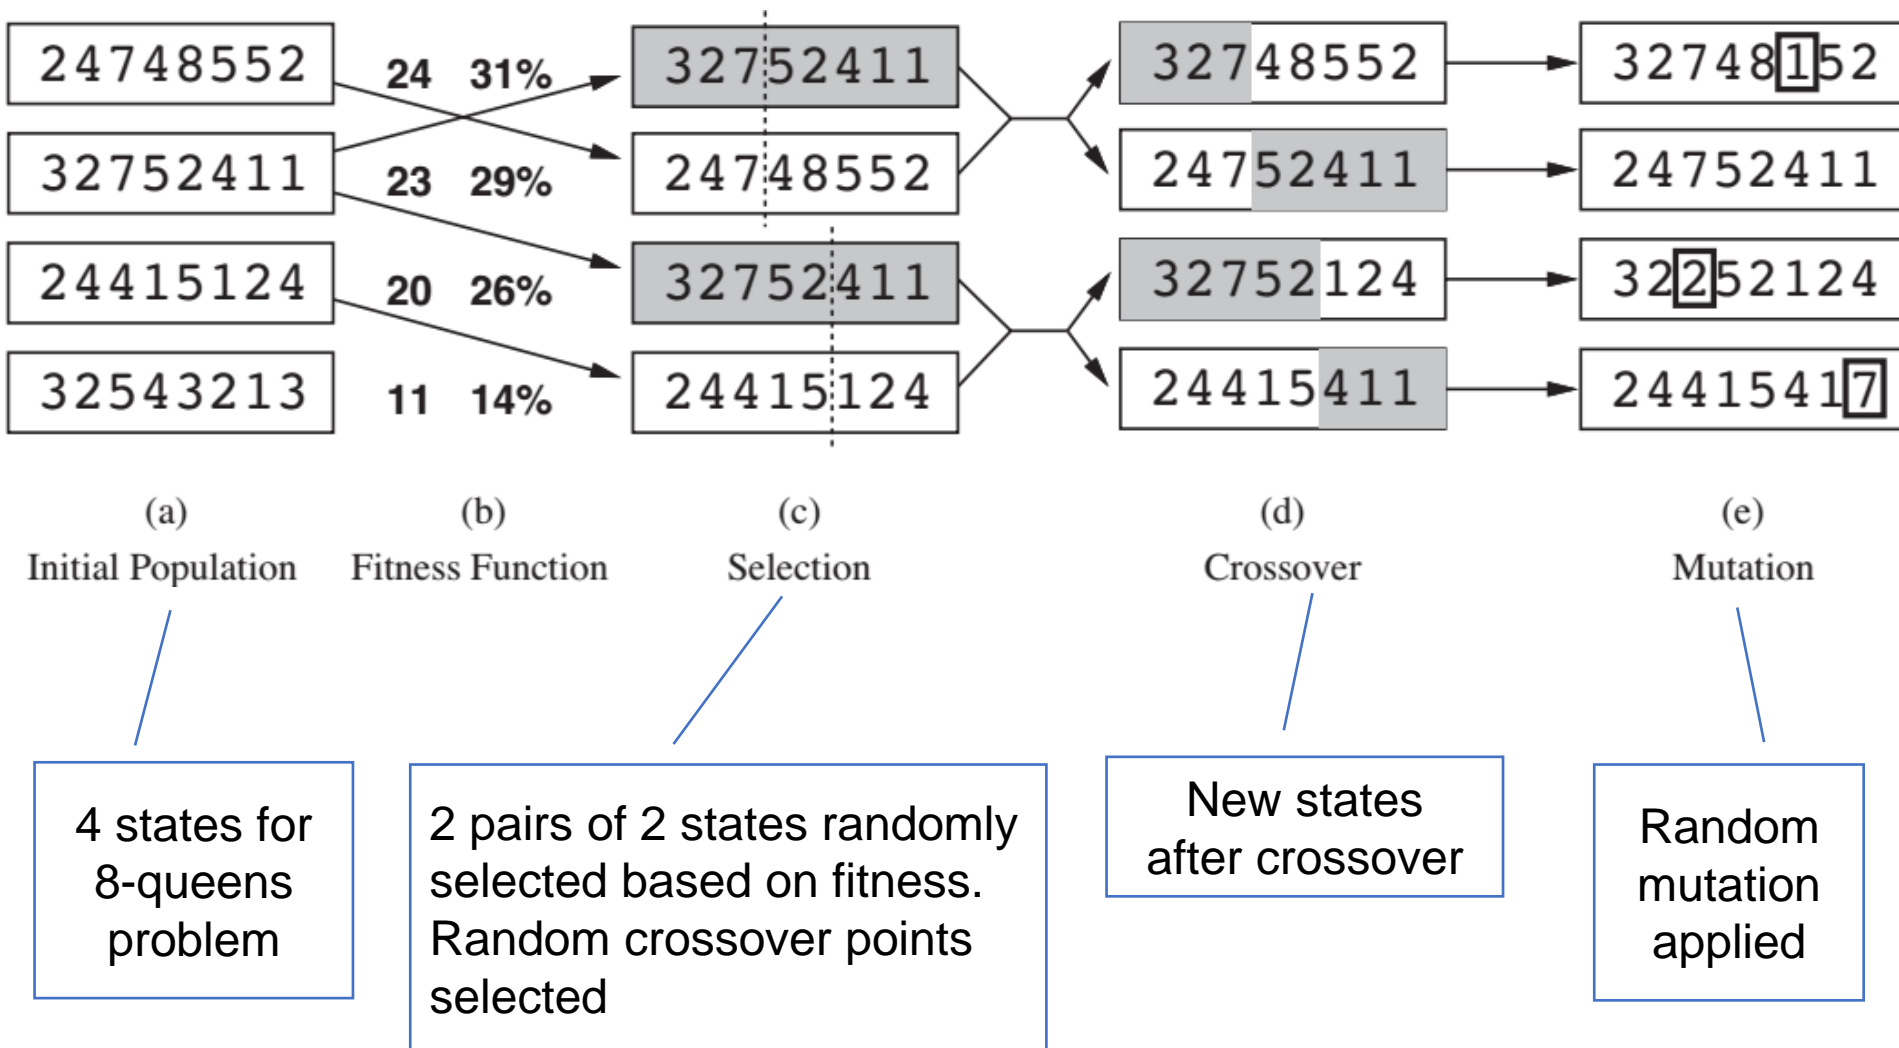 24748552
32752411
24415124
32543213
24 31%
23 29%
20 26%
11 14%
32752411
24748552
32752411
24415124
32748552
24752411
32752124
24415411
32748152
24752411
32252124
24415417
(a)
Initial Population
(b)
Fitness Function
(c)
Selection
(d)
Crossover
(e)
Mutation
4 states for
8-queens
problem
2 pairs of 2 states randomly
selected based on fitness.
Random crossover points
selected
New states
after crossover
Random
mutation
applied